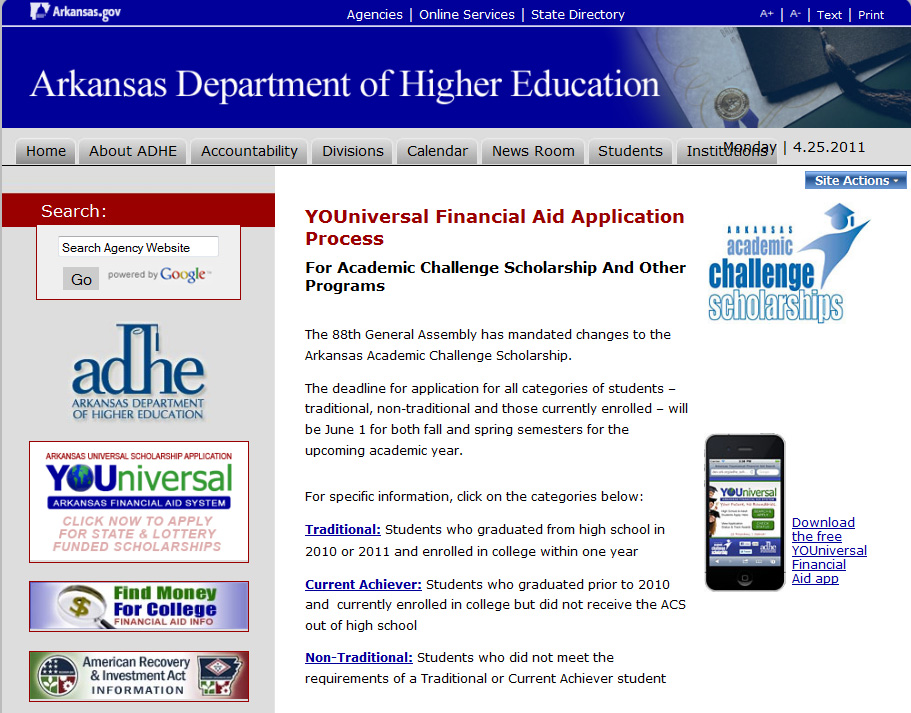 Arkansas.gov
Agencies | Online Services | State Directory
A+ | A- | Text | Print
Arkansas Department of Higher Education
Home About ADHE Accountability Divisions Calendar News Room Students Institutions Monday | 4.25.2011
Site Actions
Search:
Search Agency Website
Go powered by Google™
adhe
ARKANSAS DEPARTMENT
OF HIGHER EDUCATION
ARKANSAS UNIVERSAL SCHOLARSHIP APPLICATION
YOUniversal
ARKANSAS FINANCIAL AID SYSTEM
CLICK NOW TO APPLY
FOR STATE & LOTTERY
FUNDED SCHOLARSHIPS
Find Money
For College
FINANCIAL AID INFO
American Recovery
& Investment Act
INFORMATION
YOUniversal Financial Aid Application
Process
For Academic Challenge Scholarship And Other
Programs
The 88th General Assembly has mandated changes to the
Arkansas Academic Challenge Scholarship.
The deadline for application for all categories of students –
traditional, non-traditional and those currently enrolled – will
be June 1 for both fall and spring semesters for the
upcoming academic year.
For specific information, click on the categories below:
Traditional: Students who graduated from high school in
2010 or 2011 and enrolled in college within one year
Current Achiever: Students who graduated prior to 2010
and currently enrolled in college but did not receive the ACS
out of high school
Non-Traditional: Students who did not meet the
requirements of a Traditional or Current Achiever student
ARKANSAS
academic
challenge
scholarships
YOUniversal
Download
the free
YOUniversal
Financial
Aid app